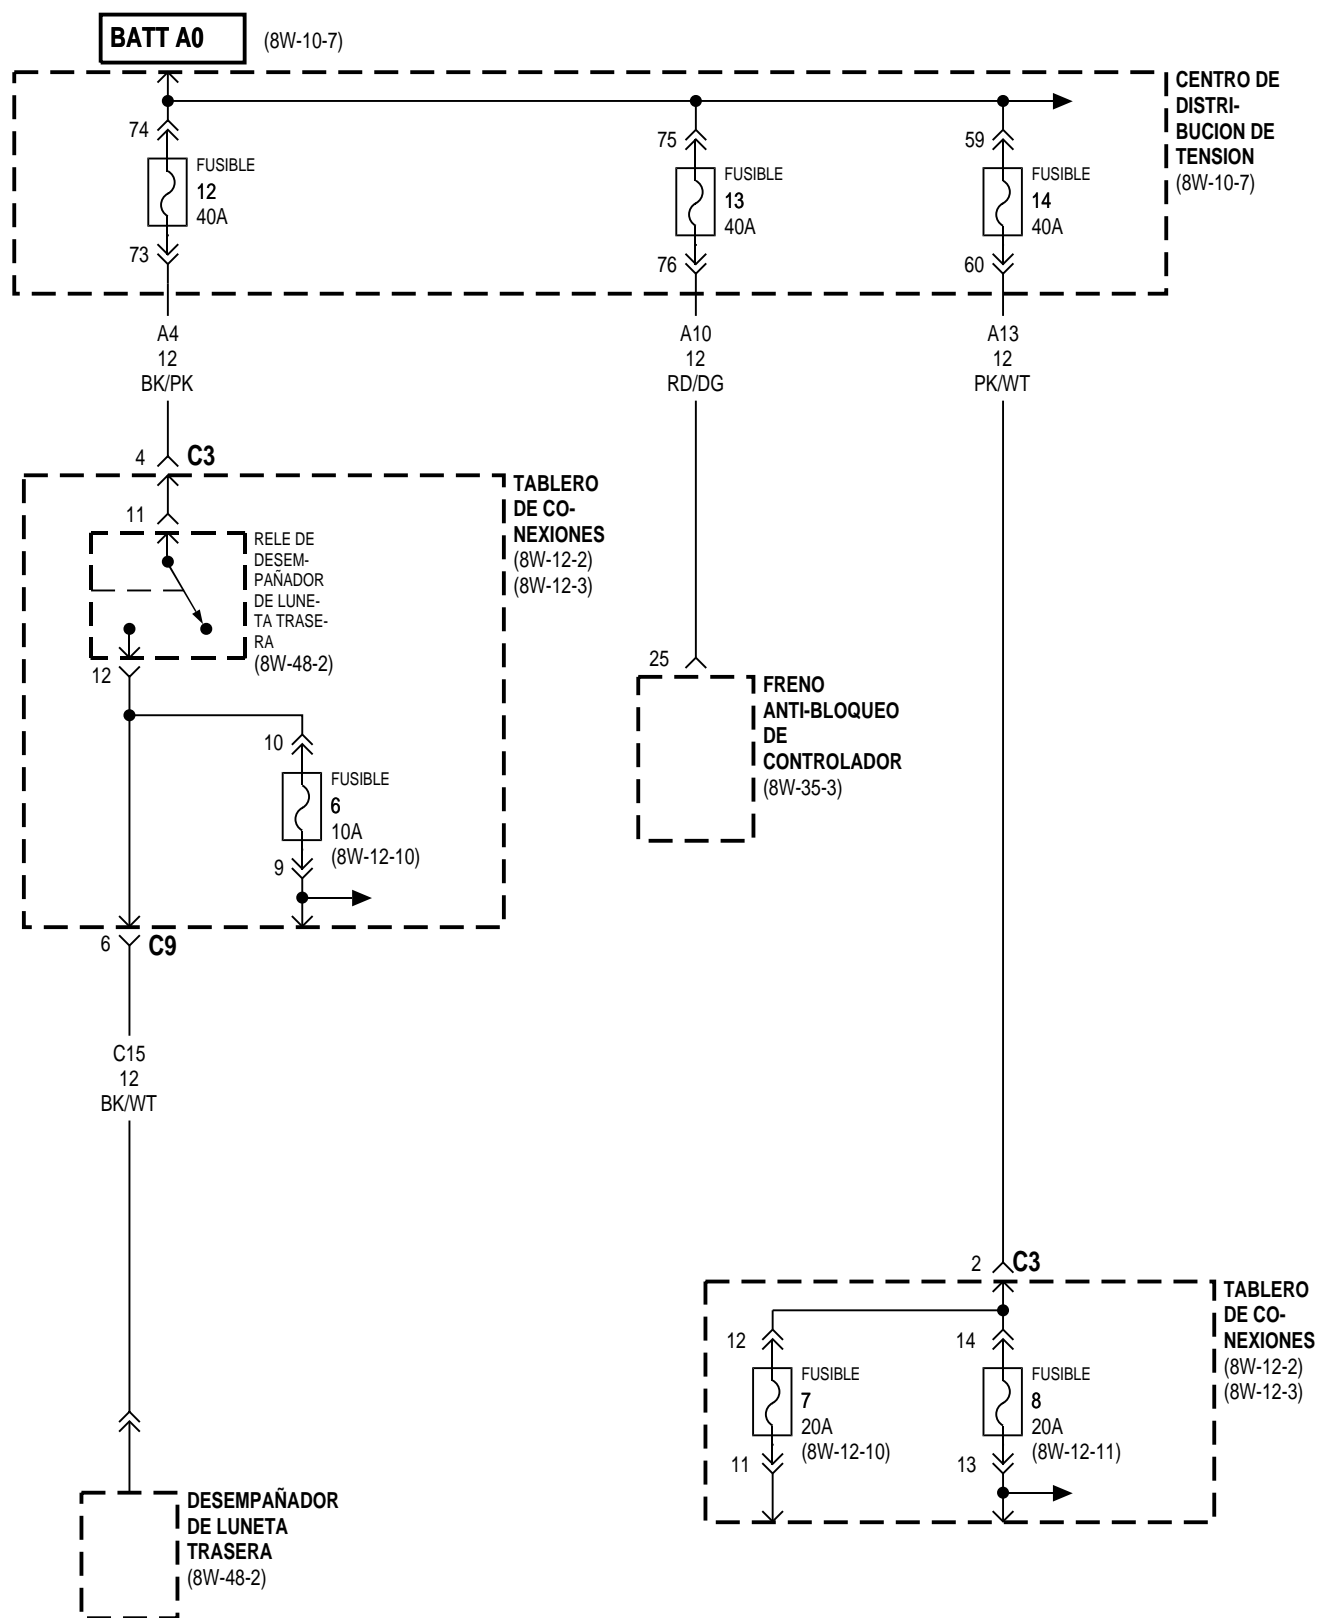 BATT A0 (8W-10-7)
CENTRO DE
DISTRI-
BUCION DE
TENSION
(8W-10-7)
74
FUSIBLE
12
40A
73
75
FUSIBLE
13
40A
76
59
FUSIBLE
14
40A
60
A4
12
BK/PK
A10
12
RD/DG
A13
12
PK/WT
4 C3
TABLERO
DE CO-
NEXIONES
(8W-12-2)
(8W-12-3)
11
RELE DE
DESEM-
PAÑADOR
DE LUNE-
TA TRASE-
RA
(8W-48-2)
12
10
FUSIBLE
6
10A
(8W-12-10)
9
6 C9
25
FRENO
ANTI-BLOQUEO
DE
CONTROLADOR
(8W-35-3)
C15
12
BK/WT
2 C3
TABLERO
DE CO-
NEXIONES
(8W-12-2)
(8W-12-3)
12
FUSIBLE
7
20A
(8W-12-10)
11
14
FUSIBLE
8
20A
(8W-12-11)
13
DESEMPAÑADOR
DE LUNETA
TRASERA
(8W-48-2)